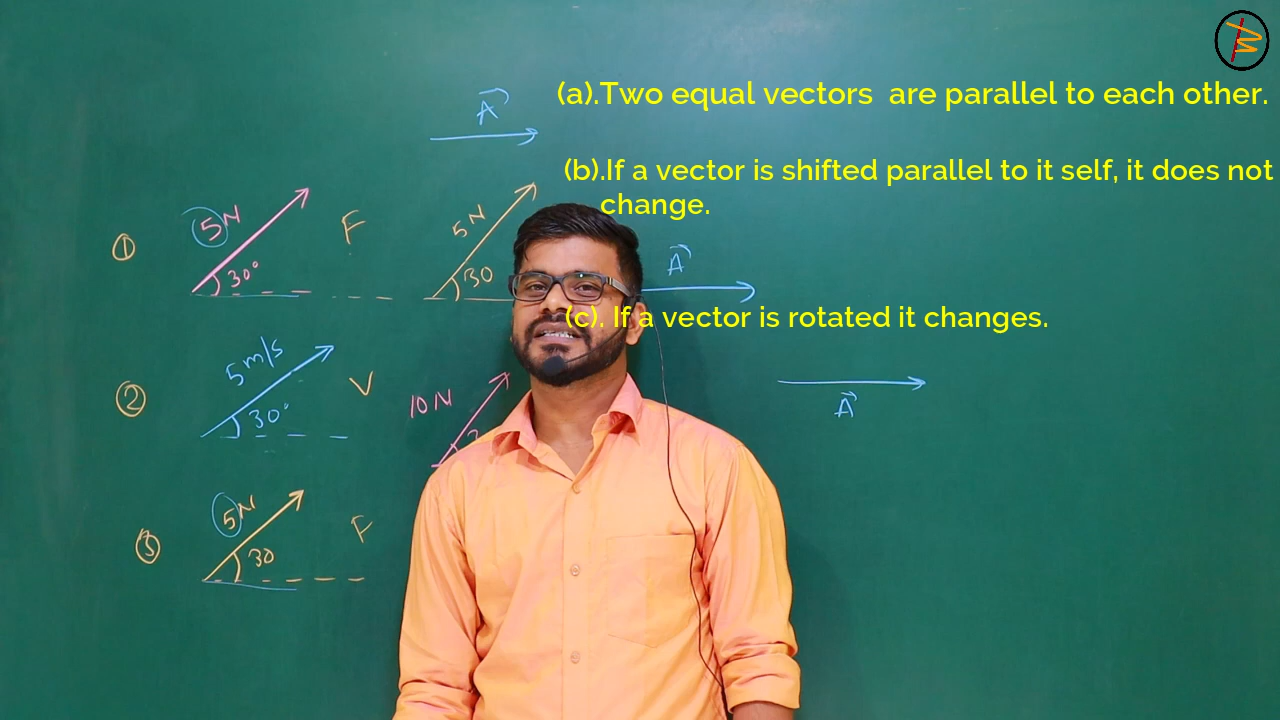 (a).Two equal vectors are parallel to each other.
(b).If a vector is shifted parallel to it self, it does not
change.
(c). If a vector is rotated it changes.
A⃗
① 5N 30° F
5N 30
A⃗
② 5 m/s 30° V
10N
A⃗
③ 5N 30 F